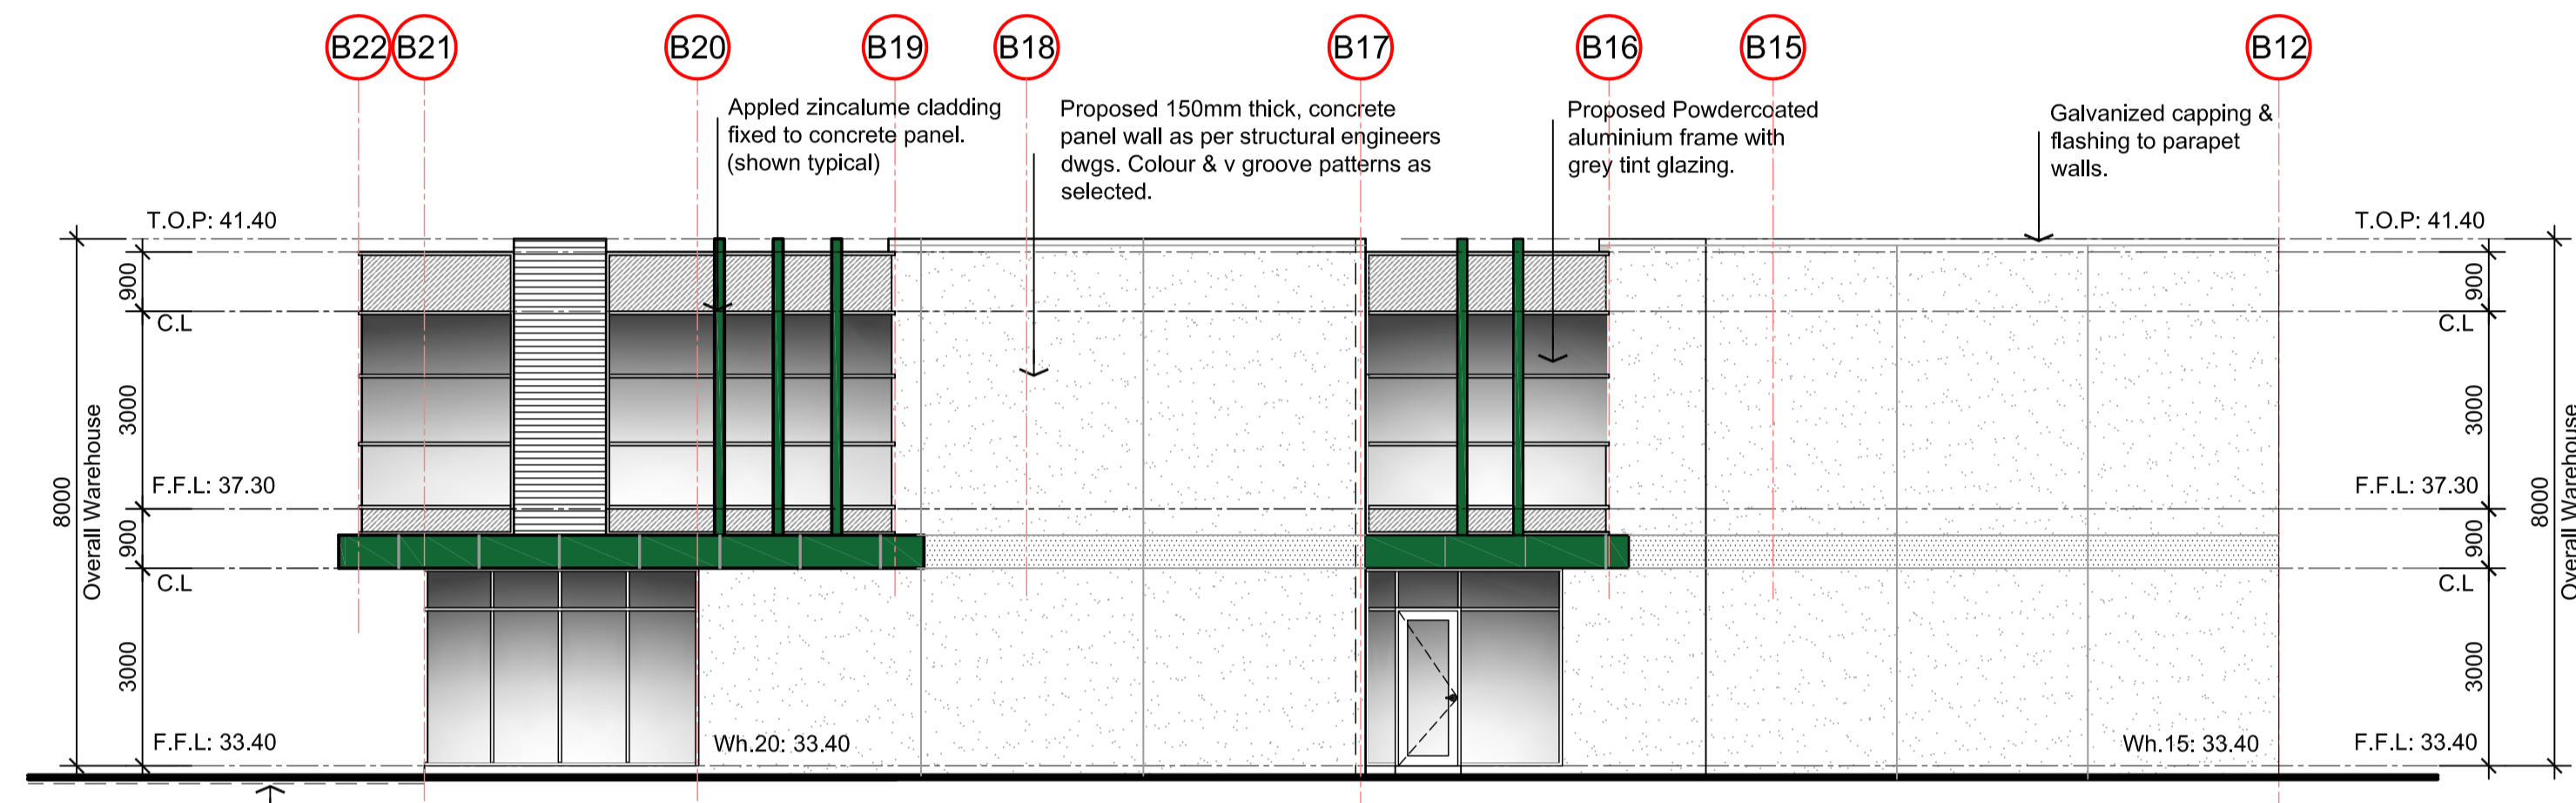 B22 B21 B20 B19 B18 B17 B16 B15 B12
Appled zincalume cladding
fixed to concrete panel.
(shown typical)
Proposed 150mm thick, concrete
panel wall as per structural engineers
dwgs. Colour & v groove patterns as
selected.
Proposed Powdercoated
aluminium frame with
grey tint glazing.
Galvanized capping &
flashing to parapet
walls.
T.O.P: 41.40
T.O.P: 41.40
900
900
C.L
C.L
3000
3000
8000
Overall Warehouse
8000
Overall Warehouse
F.F.L: 37.30
F.F.L: 37.30
900
900
C.L
C.L
3000
3000
F.F.L: 33.40
Wh.20: 33.40
Wh.15: 33.40
F.F.L: 33.40